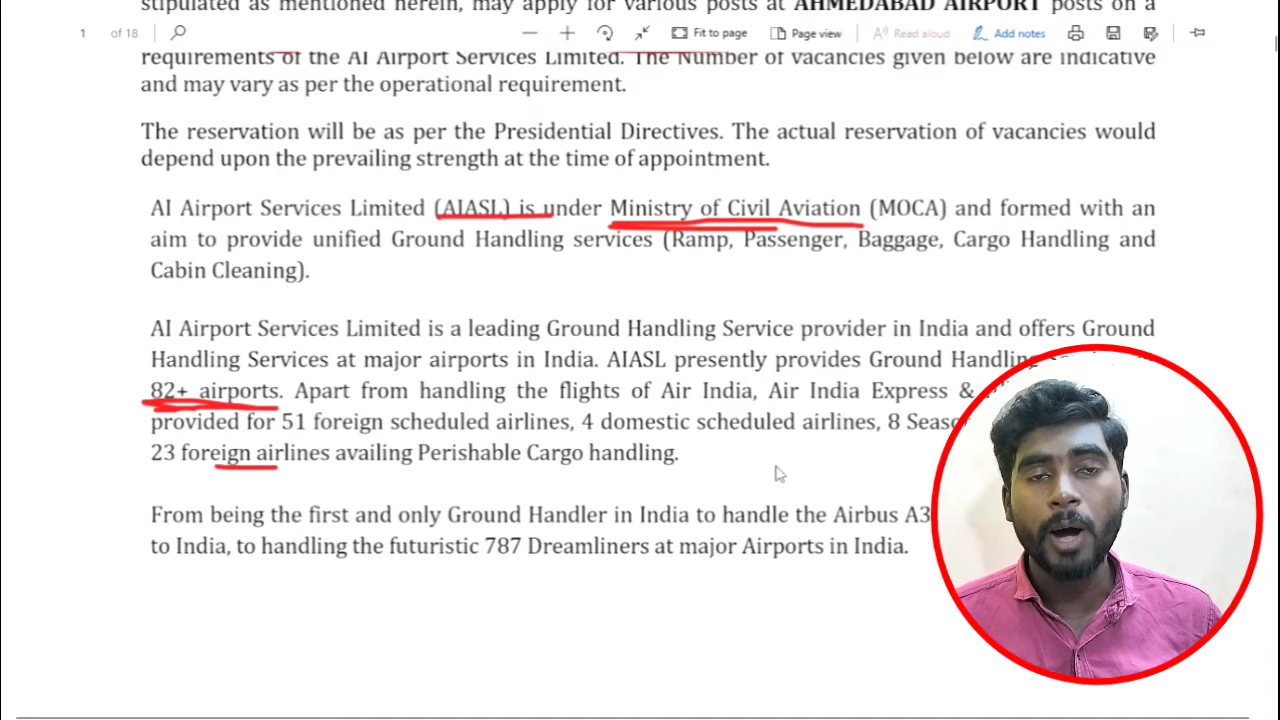 stipulated as mentioned herein, may apply for various posts at AHMEDABAD AIRPORT posts on a
1 of 18 Fit to page Page view Read aloud Add notes
requirements of the AI Airport Services Limited. The Number of vacancies given below are indicative
and may vary as per the operational requirement.
The reservation will be as per the Presidential Directives. The actual reservation of vacancies would
depend upon the prevailing strength at the time of appointment.
AI Airport Services Limited (AIASL) is under Ministry of Civil Aviation (MOCA) and formed with an
aim to provide unified Ground Handling services (Ramp, Passenger, Baggage, Cargo Handling and
Cabin Cleaning).
AI Airport Services Limited is a leading Ground Handling Service provider in India and offers Ground
Handling Services at major airports in India. AIASL presently provides Ground Handling
82+ airports. Apart from handling the flights of Air India, Air India Express &
provided for 51 foreign scheduled airlines, 4 domestic scheduled airlines, 8
23 foreign airlines availing Perishable Cargo handling.
From being the first and only Ground Handler in India to handle the Airbus
to India, to handling the futuristic 787 Dreamliners at major Airports in India.